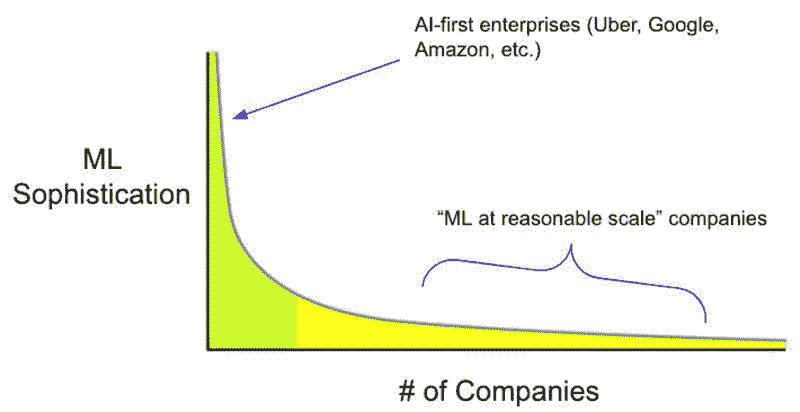 AI-first enterprises (Uber, Google,
Amazon, etc.)
ML
Sophistication
“ML at reasonable scale” companies
# of Companies